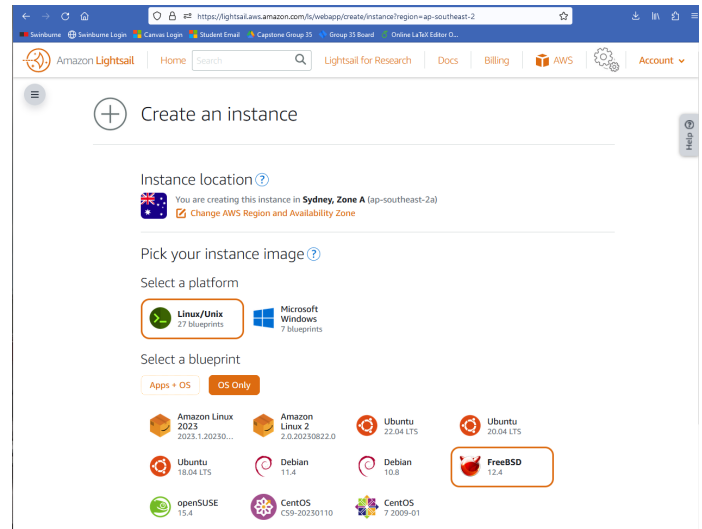 https://lightsail.aws.amazon.com/ls/webapp/create/instance?region=ap-southeast-2
Swinburne Swinburne Login Canvas Login Student Email Capstone Group 35 Group 35 Board Online LaTeX Editor O...
Amazon Lightsail Home Search Lightsail for Research Docs Billing AWS Account
Help
Create an instance
Instance location ?
You are creating this instance in Sydney, Zone A (ap-southeast-2a)
Change AWS Region and Availability Zone
Pick your instance image ?
Select a platform
Linux/Unix
27 blueprints
Microsoft
Windows
7 blueprints
Select a blueprint
Apps + OS OS Only
Amazon Linux
2023
2023.1.20230...
Amazon
Linux 2
2.0.20230822.0
Ubuntu
22.04 LTS
Ubuntu
20.04 LTS
Ubuntu
18.04 LTS
Debian
11.4
Debian
10.8
FreeBSD
12.4
openSUSE
15.4
CentOS
CS9-20230110
CentOS
7 2009-01